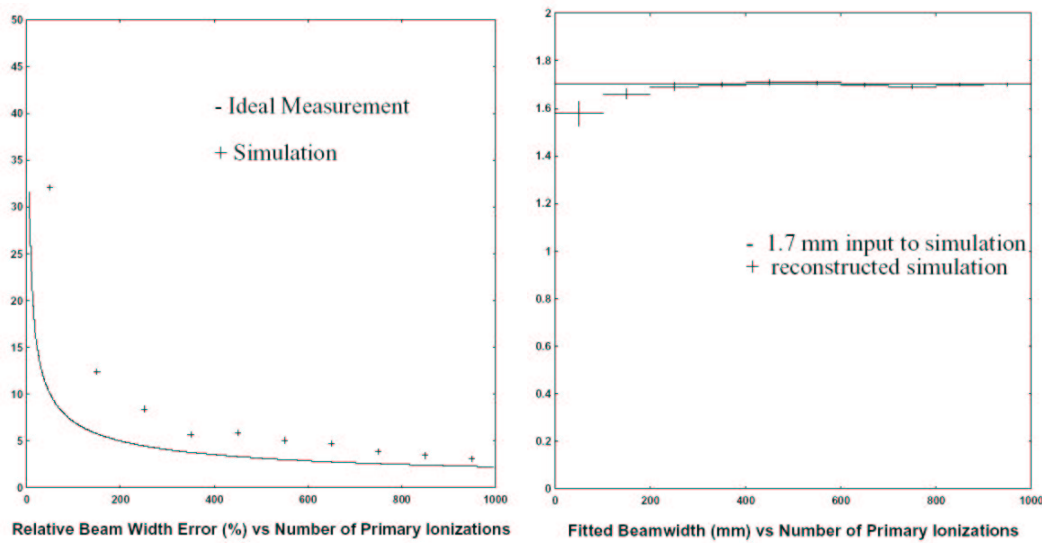 50
45
40
35
30
25
20
15
10
5
0
0 200 400 600 800 1000
- Ideal Measurement
+ Simulation
Relative Beam Width Error (%) vs Number of Primary Ionizations
2
1.8
1.6
1.4
1.2
1
0.8
0.6
0.4
0.2
0
0 200 400 600 800 1000
- 1.7 mm input to simulation
+ reconstructed simulation
Fitted Beamwidth (mm) vs Number of Primary Ionizations